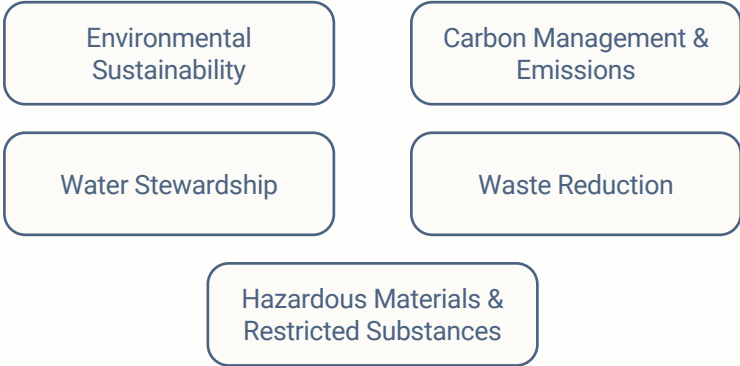 Environmental
Sustainability
Carbon Management &
Emissions
Water Stewardship
Waste Reduction
Hazardous Materials &
Restricted Substances